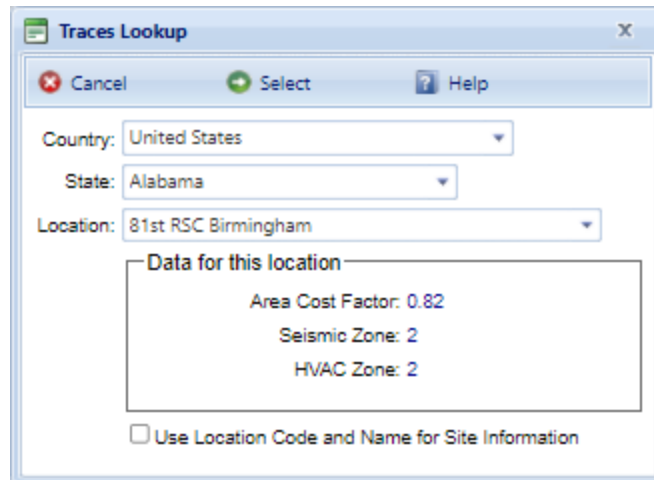 Traces Lookup x
Cancel Select ? Help
Country: United States
State: Alabama
Location: 81st RSC Birmingham
Data for this location
Area Cost Factor: 0.82
Seismic Zone: 2
HVAC Zone: 2
Use Location Code and Name for Site Information